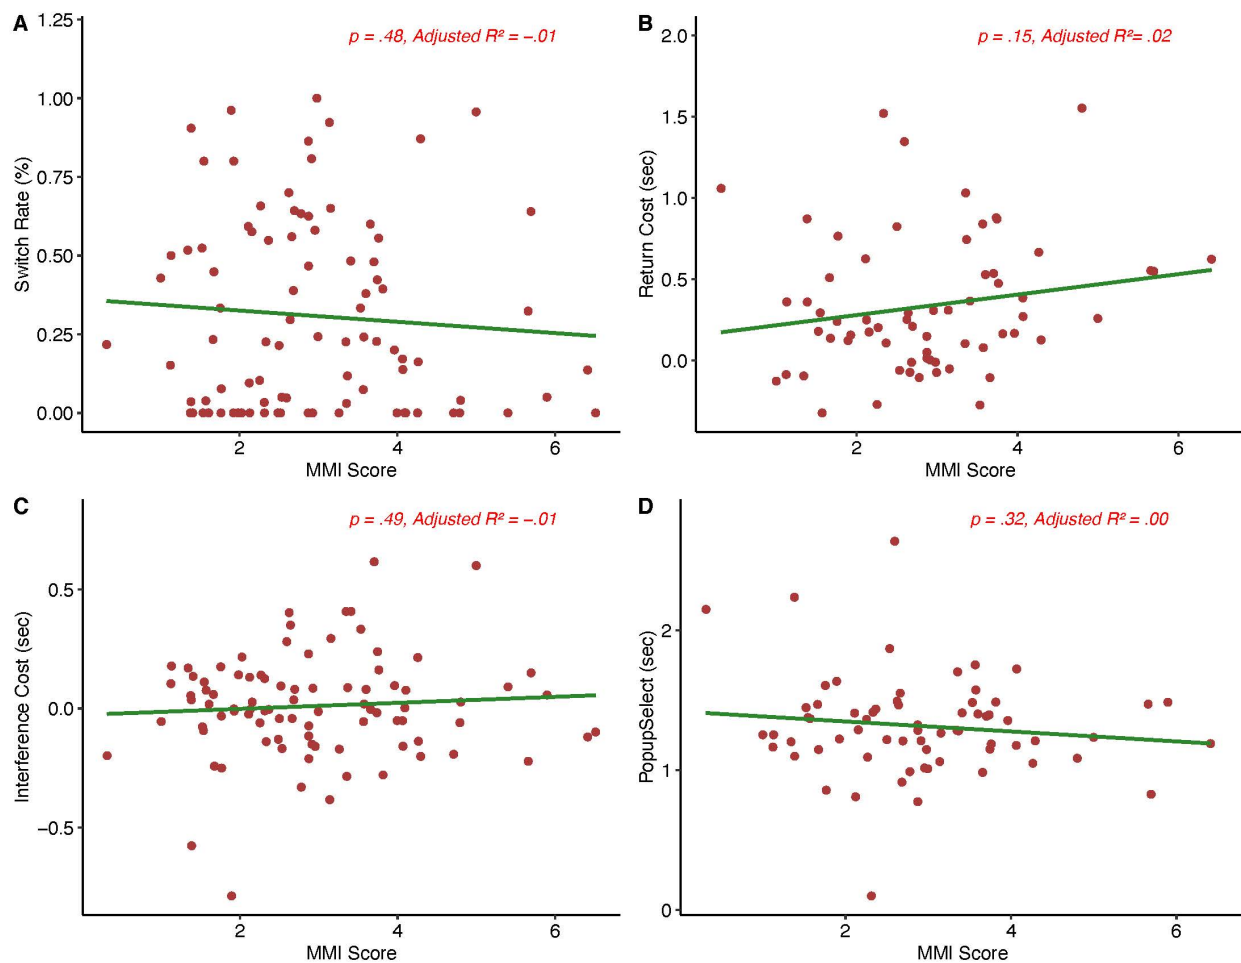 A
p = .48, Adjusted R² = −.01
1.25
1.00
0.75
0.50
0.25
0.00
Switch Rate (%)
2
4
6
MMI Score
B
p = .15, Adjusted R²= .02
2.0
1.5
1.0
0.5
0.0
Return Cost (sec)
2
4
6
MMI Score
C
p = .49, Adjusted R² = −.01
0.5
0.0
−0.5
Interference Cost (sec)
2
4
6
MMI Score
D
p = .32, Adjusted R² = .00
2
1
0
PopupSelect (sec)
2
4
6
MMI Score